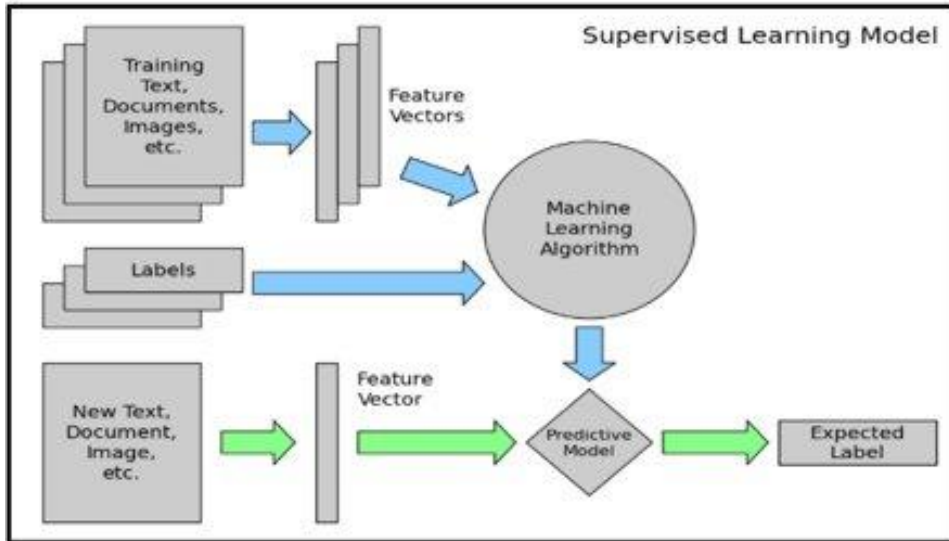 Supervised Learning Model
Training
Text,
Documents,
Images,
etc.
Feature
Vectors
Machine
Learning
Algorithm
Labels
New Text,
Document,
Image,
etc.
Feature
Vector
Predictive
Model
Expected
Label